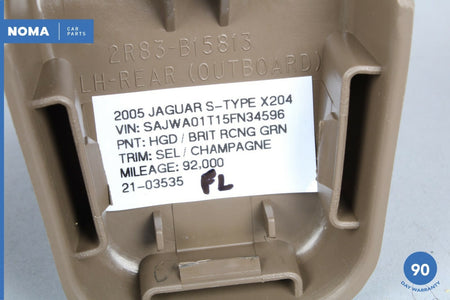 NOMA CAR PARTS
2R83-B15813
LH-REAR (OUTBOARD)
2005 JAGUAR S-TYPE X204
VIN: SAJWA01T15FN34596
PNT: HGD / BRIT RCNG GRN
TRIM: SEL / CHAMPAGNE
MILEAGE: 92,000
21-03535
FL
90
DAY WARRANTY